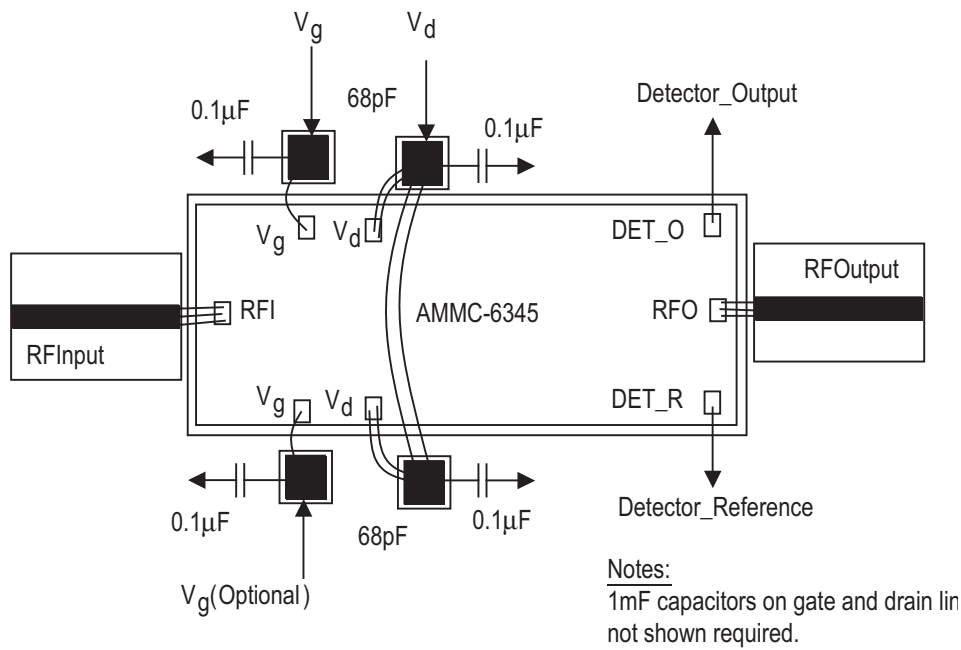 Vg
Vd
68pF
0.1μF
0.1μF
Detector_Output
Vg
Vd
DET_O
RFOutput
RFI
AMMC-6345
RFO
RFInput
Vg
Vd
DET_R
0.1μF
68pF
0.1μF
Detector_Reference
Vg(Optional)
Notes:
1mF capacitors on gate and drain lin
not shown required.